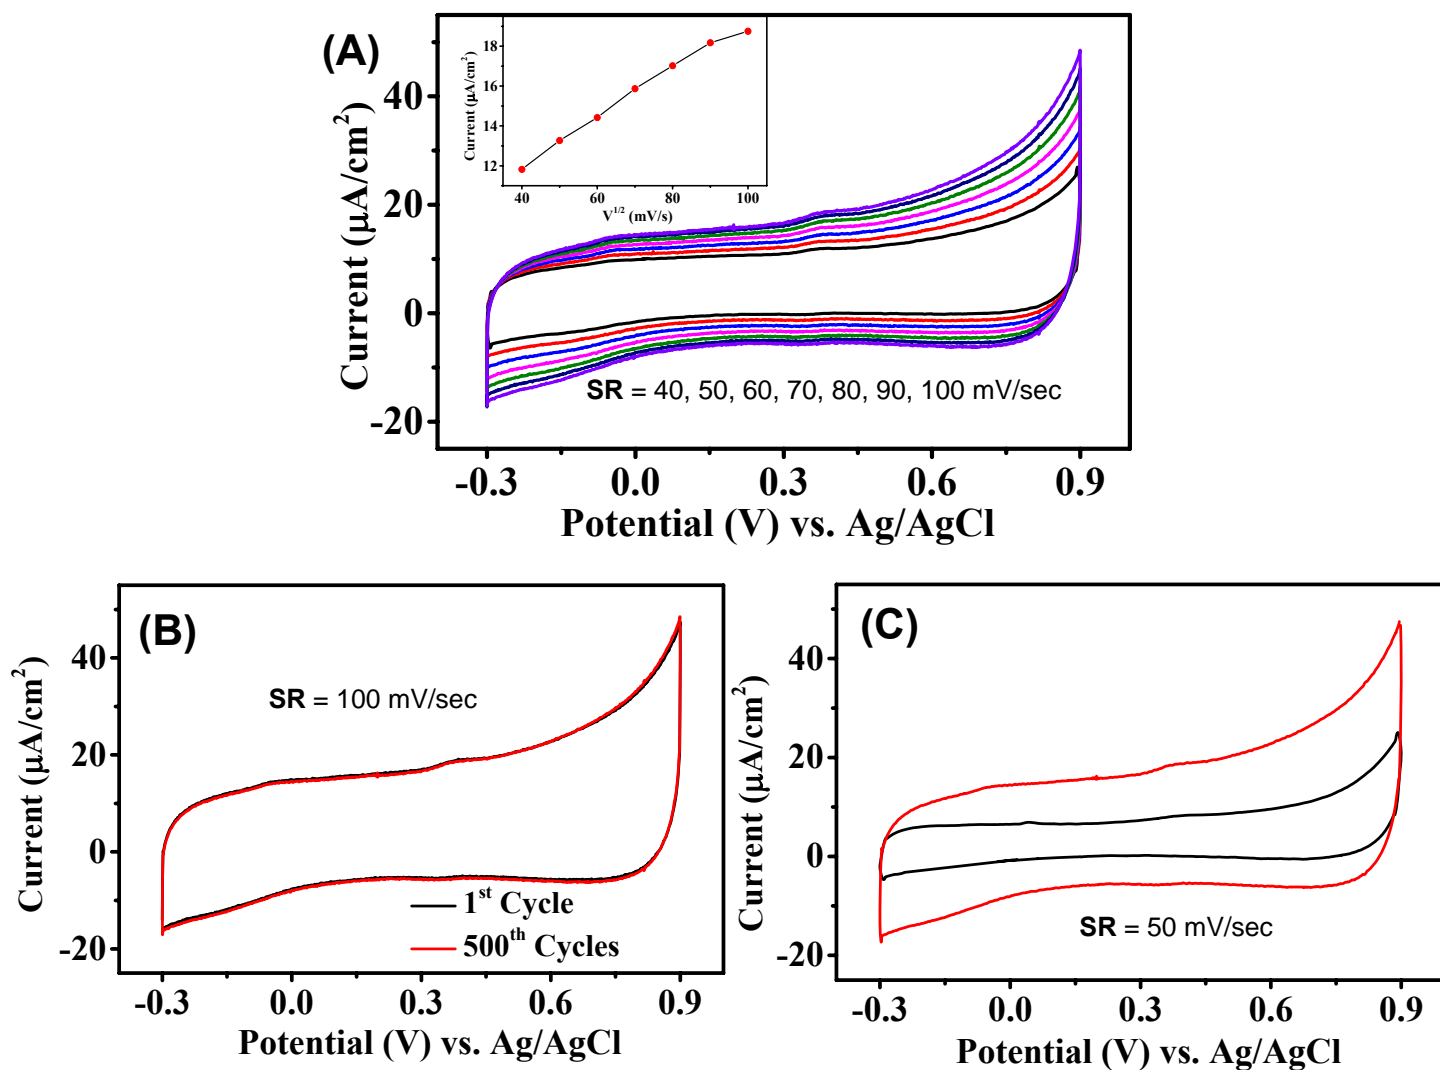 (A)
Current (µA/cm²)
18
16
14
12
40 60 80 100
V^1/2 (mV/s)
Current (µA/cm²)
40
20
0
-20
SR = 40, 50, 60, 70, 80, 90, 100 mV/sec
-0.3 0.0 0.3 0.6 0.9
Potential (V) vs. Ag/AgCl
(B)
Current (µA/cm²)
40
20
0
-20
SR = 100 mV/sec
1st Cycle
500th Cycles
-0.3 0.0 0.3 0.6 0.9
Potential (V) vs. Ag/AgCl
(C)
Current (µA/cm²)
40
20
0
-20
SR = 50 mV/sec
-0.3 0.0 0.3 0.6 0.9
Potential (V) vs. Ag/AgCl